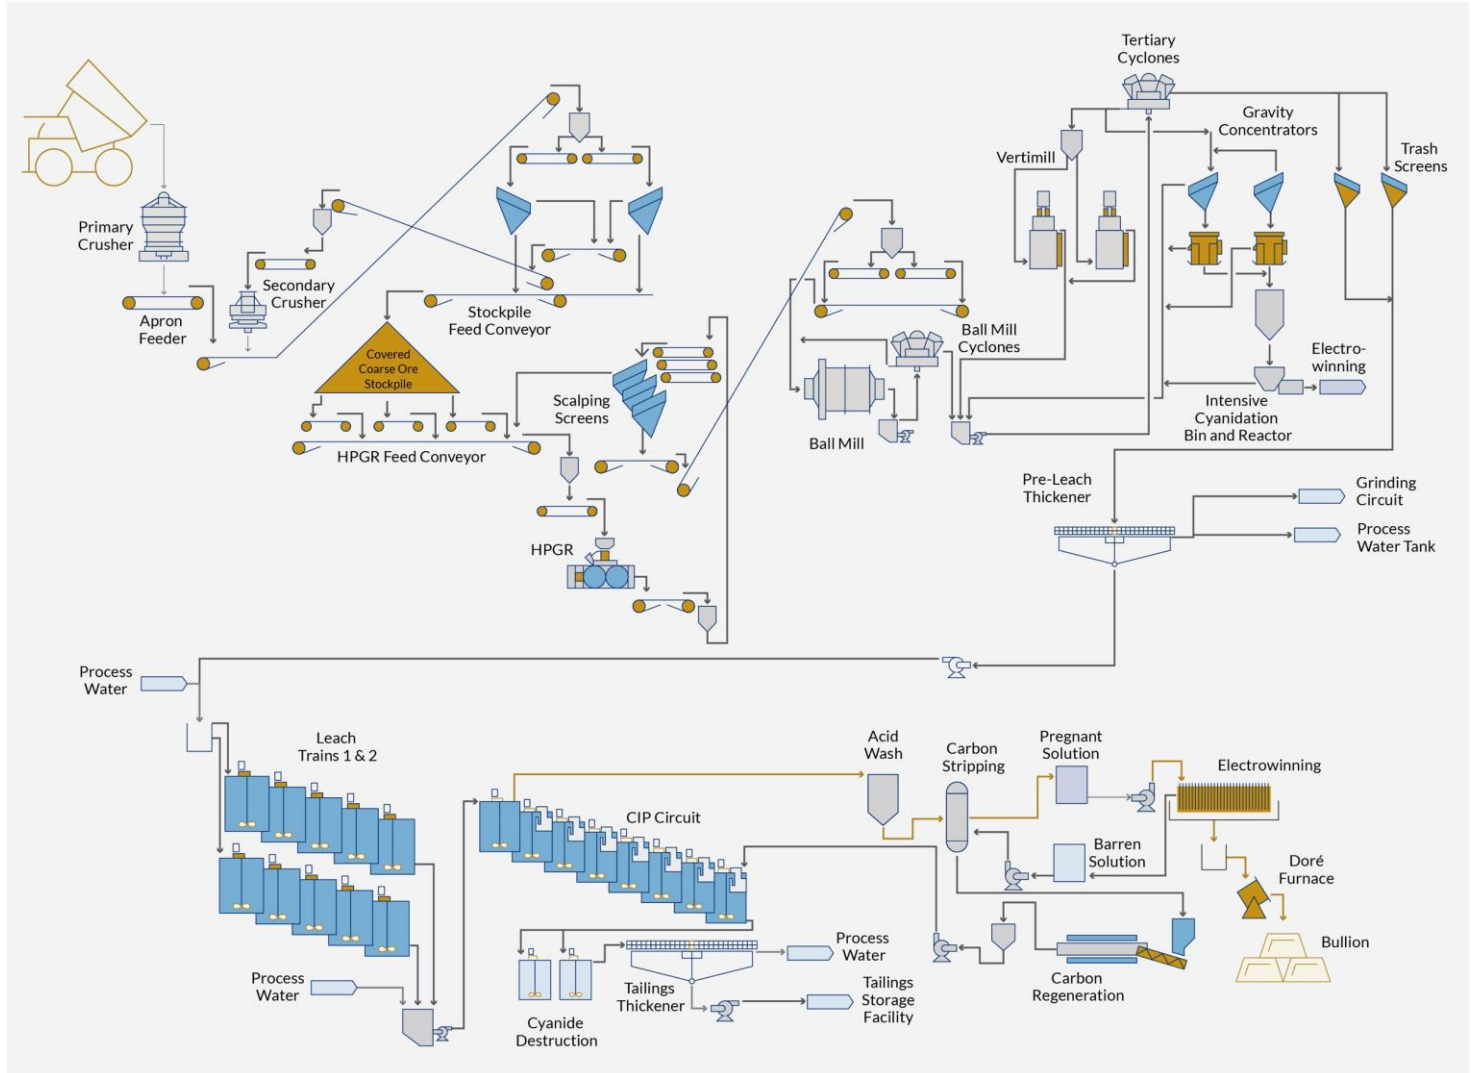 Tertiary
Cyclones
Gravity
Concentrators
Vertimill
Trash
Screens
Primary
Crusher
Secondary
Crusher
Apron
Feeder
Stockpile
Feed Conveyor
Covered
Coarse Ore
Stockpile
Scalping
Screens
HPGR Feed Conveyor
HPGR
Ball Mill
Cyclones
Ball Mill
Electro-
winning
Intensive
Cyanidation
Bin and Reactor
Pre-Leach
Thickener
Grinding
Circuit
Process
Water Tank
Process
Water
Leach
Trains 1 & 2
CIP Circuit
Acid
Wash
Carbon
Stripping
Pregnant
Solution
Electrowinning
Barren
Solution
Doré
Furnace
Bullion
Process
Water
Cyanide
Destruction
Tailings
Thickener
Process
Water
Tailings
Storage
Facility
Carbon
Regeneration